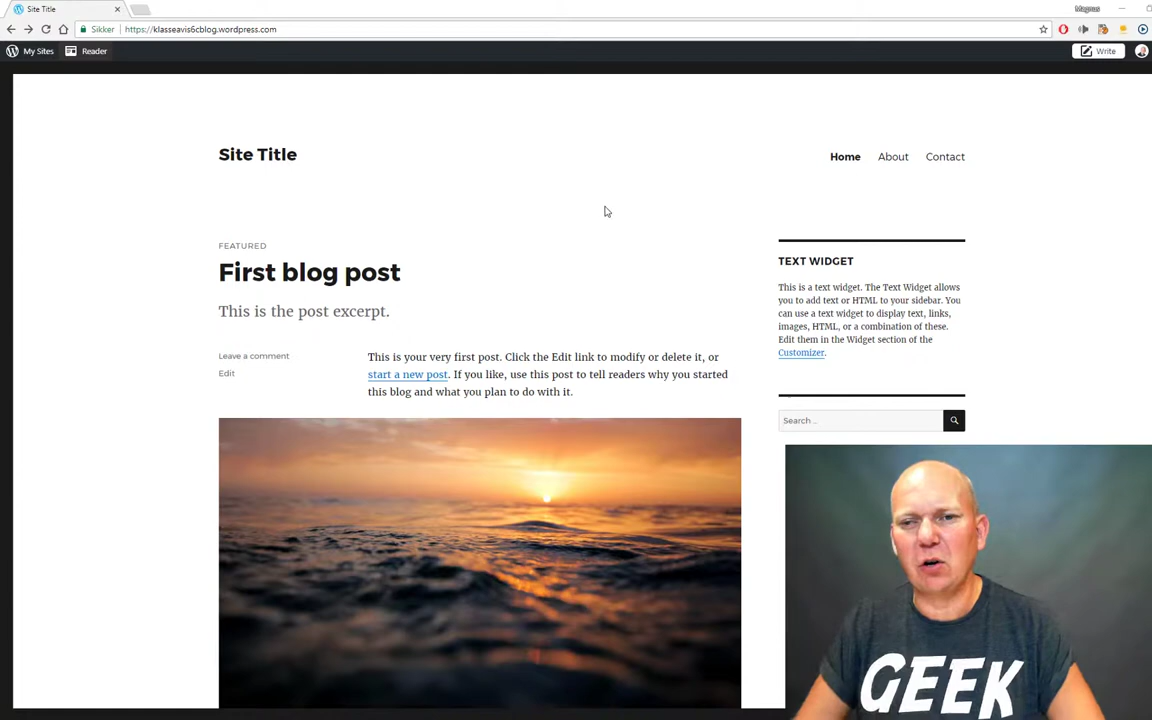 Site Title
Magnus
Sikker https://klasseavis6cblog.wordpress.com
My Sites Reader Write
Site Title
Home About Contact
FEATURED
First blog post
This is the post excerpt.
Leave a comment
Edit
This is your very first post. Click the Edit link to modify or delete it, or
start a new post. If you like, use this post to tell readers why you started
this blog and what you plan to do with it.
TEXT WIDGET
This is a text widget. The Text Widget allows
you to add text or HTML to your sidebar. You
can use a text widget to display text, links,
images, HTML, or a combination of these.
Edit them in the Widget section of the
Customizer.
Search ...
GEEK